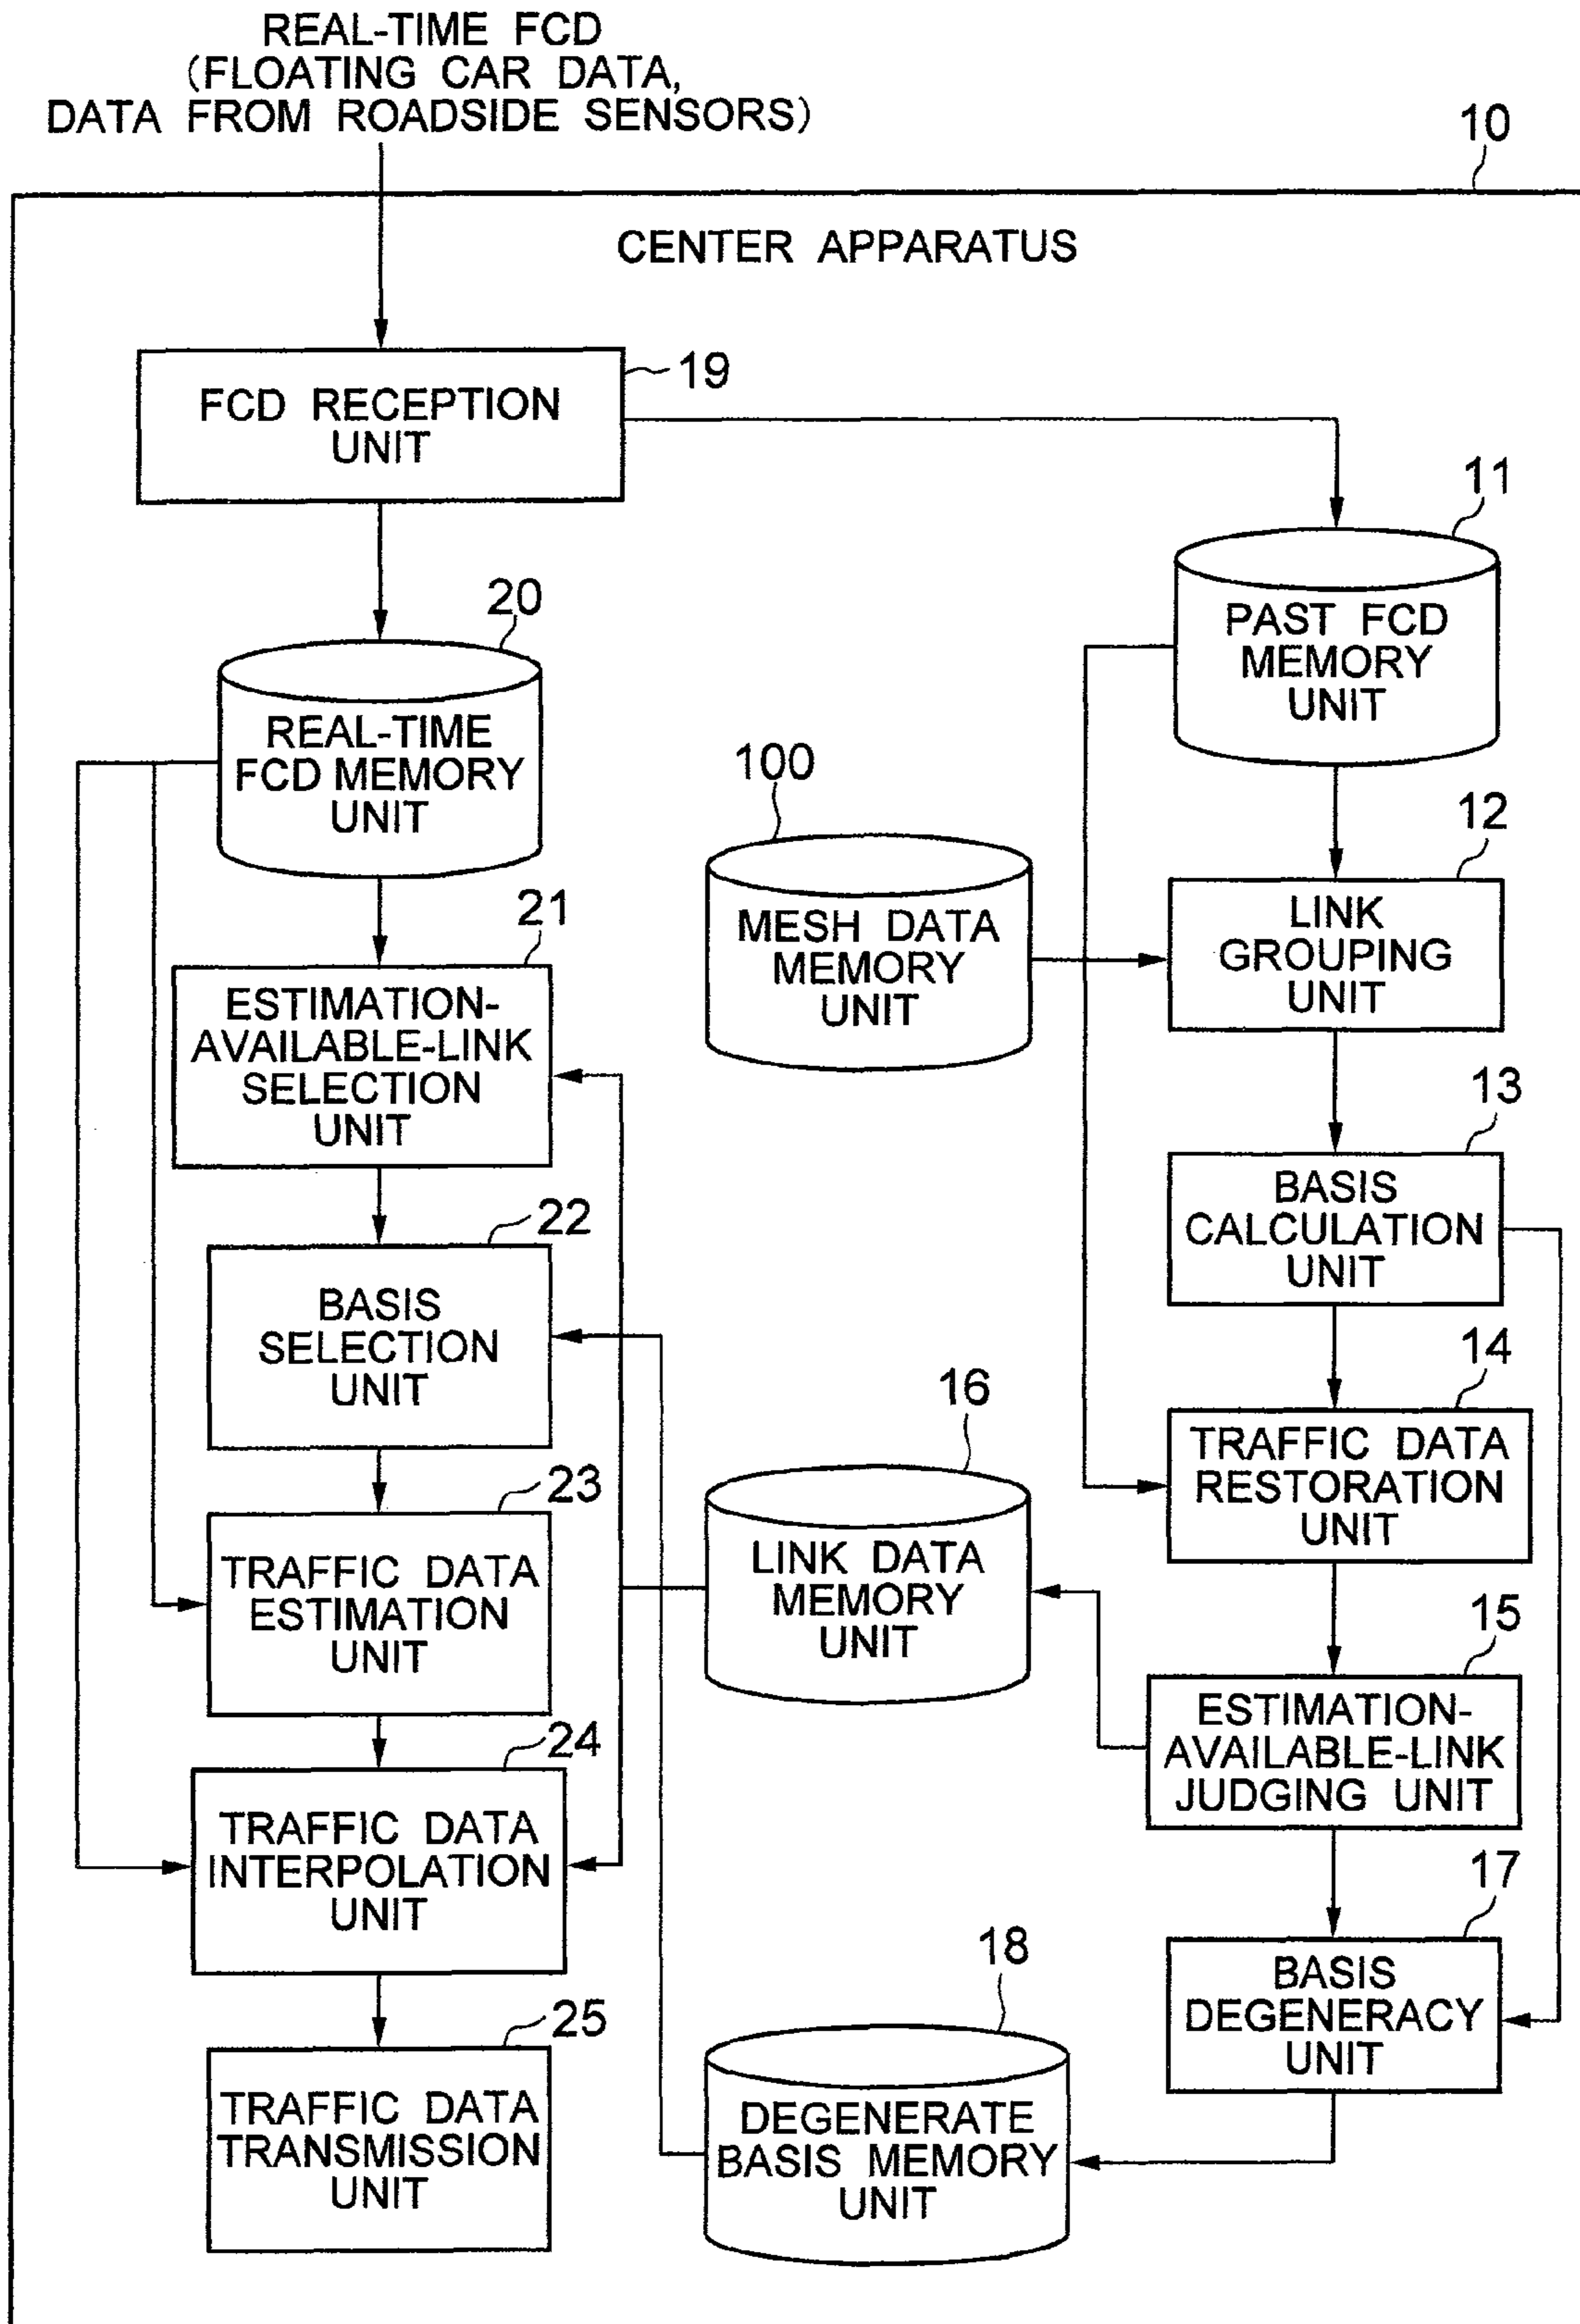 REAL-TIME FCD
(FLOATING CAR DATA,
DATA FROM ROADSIDE SENSORS)
10
CENTER APPARATUS
19
FCD RECEPTION
UNIT
11
PAST FCD
MEMORY
UNIT
20
REAL-TIME
FCD MEMORY
UNIT
100
MESH DATA
MEMORY
UNIT
12
LINK
GROUPING
UNIT
21
ESTIMATION-
AVAILABLE-LINK
SELECTION
UNIT
13
BASIS
CALCULATION
UNIT
22
BASIS
SELECTION
UNIT
14
TRAFFIC DATA
RESTORATION
UNIT
16
LINK DATA
MEMORY
UNIT
23
TRAFFIC DATA
ESTIMATION
UNIT
15
ESTIMATION-
AVAILABLE-LINK
JUDGING UNIT
24
TRAFFIC DATA
INTERPOLATION
UNIT
17
BASIS
DEGENERACY
UNIT
18
DEGENERATE
BASIS MEMORY
UNIT
25
TRAFFIC DATA
TRANSMISSION
UNIT